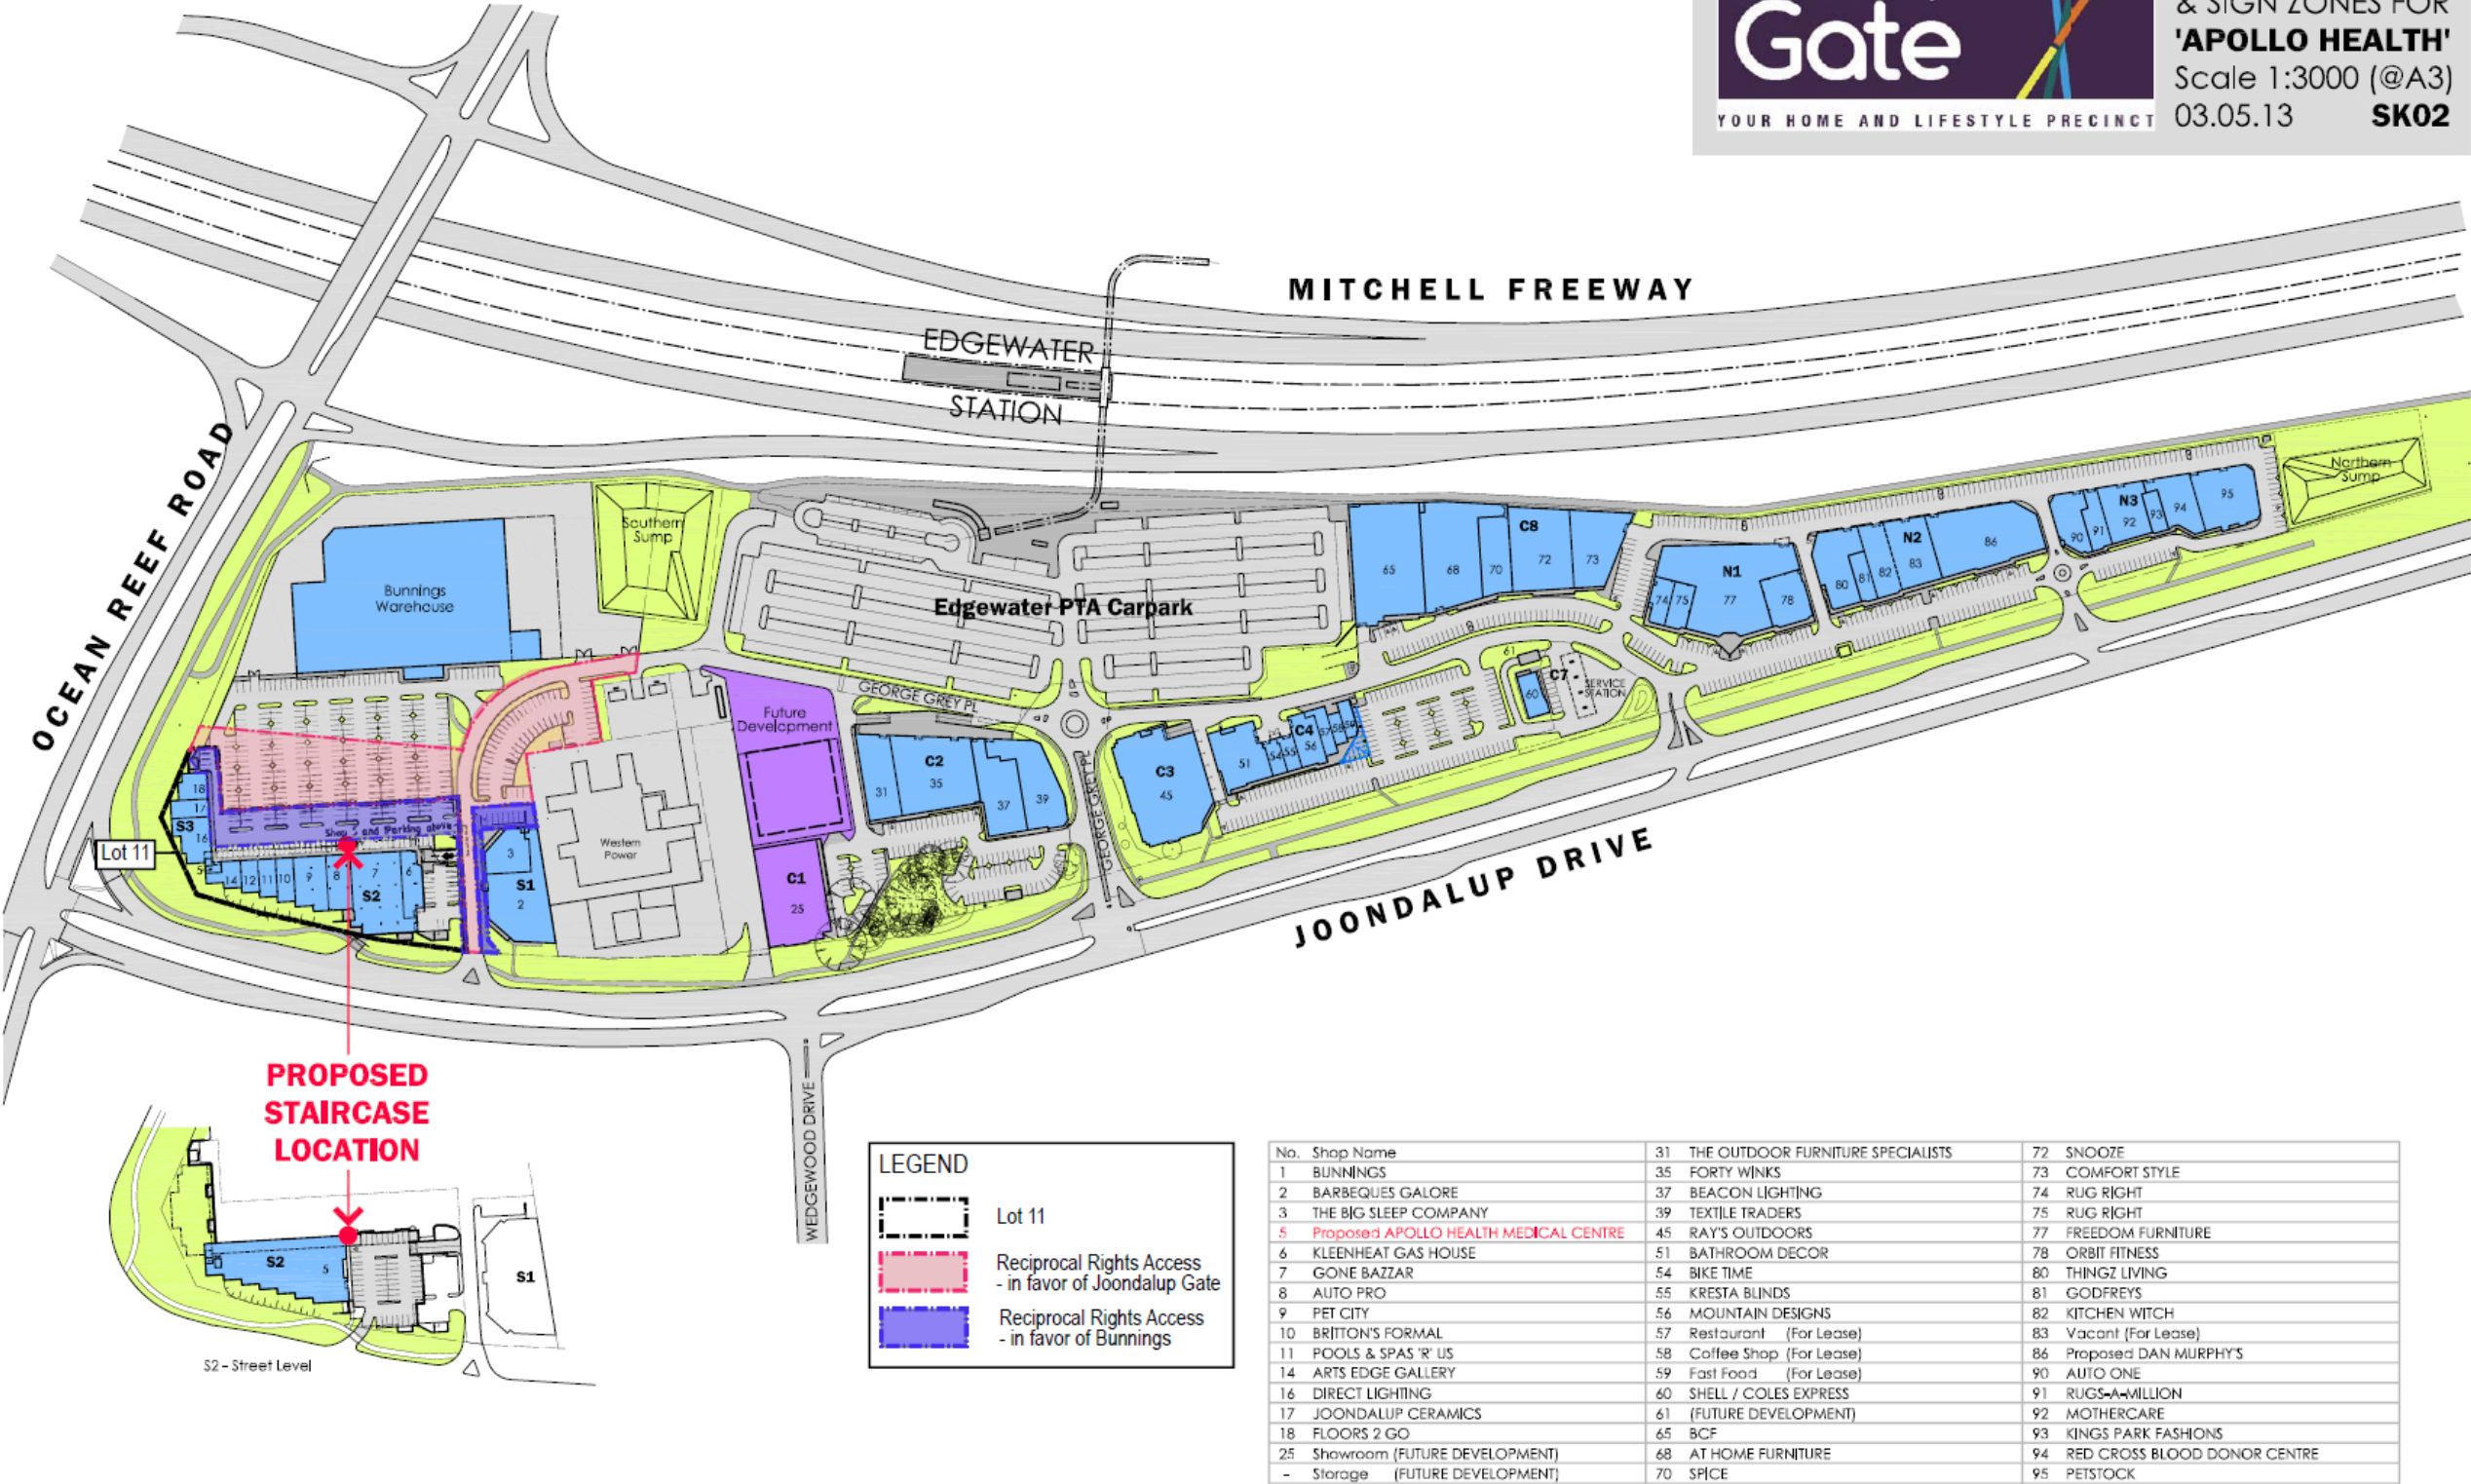 Gate
YOUR HOME AND LIFESTYLE PRECINCT
& SIGN ZONES FOR
'APOLLO HEALTH'
Scale 1:3000 (@A3)
03.05.13 SK02
MITCHELL FREEWAY
EDGEWATER
STATION
OCEAN REEF ROAD
Southern
Sump
Northern
Sump
Bunnings
Warehouse
Edgewater PTA Carpark
C8
65
68
70
72
73
N1
74
75
77
78
N2
80
81
82
83
86
N3
90
91
92
93
94
95
61
60
C7
SERVICE
STATION
GEORGE GREY PL
GEORGE GREY PL
Future
Development
C2
31
35
37
39
C3
45
C4
51
54
55
56
57
58
59
18
17
S3
16
Shop 5 and Parking above
Lot 11
5
14
12
11
10
9
8
7
6
S2
3
S1
2
Western
Power
C1
25
JOONDALUP DRIVE
WEDGEWOOD DRIVE
PROPOSED
STAIRCASE
LOCATION
S2
5
S1
S2 - Street Level
LEGEND
Lot 11
Reciprocal Rights Access
- in favor of Joondalup Gate
Reciprocal Rights Access
- in favor of Bunnings
No. Shop Name
1 BUNNINGS
2 BARBEQUES GALORE
3 THE BIG SLEEP COMPANY
5 Proposed APOLLO HEALTH MEDICAL CENTRE
6 KLEENHEAT GAS HOUSE
7 GONE BAZZAR
8 AUTO PRO
9 PET CITY
10 BRITTON'S FORMAL
11 POOLS & SPAS 'R' US
14 ARTS EDGE GALLERY
16 DIRECT LIGHTING
17 JOONDALUP CERAMICS
18 FLOORS 2 GO
25 Showroom (FUTURE DEVELOPMENT)
- Storage (FUTURE DEVELOPMENT)
31 THE OUTDOOR FURNITURE SPECIALISTS
35 FORTY WINKS
37 BEACON LIGHTING
39 TEXTILE TRADERS
45 RAY'S OUTDOORS
51 BATHROOM DECOR
54 BIKE TIME
55 KRESTA BLINDS
56 MOUNTAIN DESIGNS
57 Restaurant (For Lease)
58 Coffee Shop (For Lease)
59 Fast Food (For Lease)
60 SHELL / COLES EXPRESS
61 (FUTURE DEVELOPMENT)
65 BCF
68 AT HOME FURNITURE
70 SPICE
72 SNOOZE
73 COMFORT STYLE
74 RUG RIGHT
75 RUG RIGHT
77 FREEDOM FURNITURE
78 ORBIT FITNESS
80 THINGZ LIVING
81 GODFREYS
82 KITCHEN WITCH
83 Vacant (For Lease)
86 Proposed DAN MURPHY'S
90 AUTO ONE
91 RUGS-A-MILLION
92 MOTHERCARE
93 KINGS PARK FASHIONS
94 RED CROSS BLOOD DONOR CENTRE
95 PETSTOCK